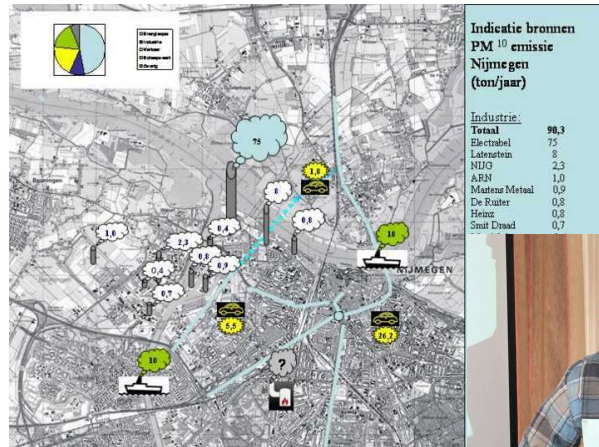 Indicatie bronnen
PM 10 emissie
Nijmegen
(ton/jaar)
Industrie:
Totaal 90,3
Electrabel 75
Latenstein 8
NIJG 2,3
ARN 1,0
Martens Metaal 0,9
De Ruiter 0,8
Heinz 0,8
Smit Draad 0,7
75
1,8
8
0,8
0,4
1,0
2,3
0,8
0,4
0,9
0,7
18
NIJMEGEN
5,5
26,2
10
?